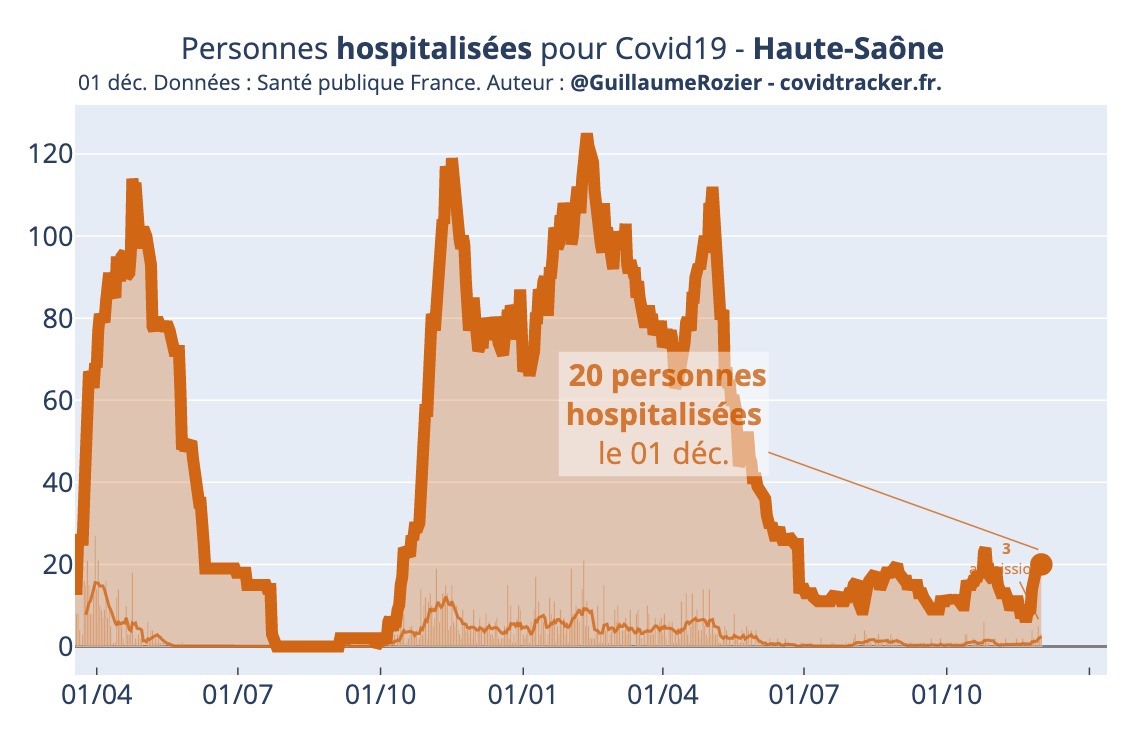 Personnes hospitalisées pour Covid19 - Haute-Saône
01 déc. Données : Santé publique France. Auteur : @GuillaumeRozier - covidtracker.fr.
120
100
80
60
40
20
0
20 personnes
hospitalisées
le 01 déc.
3
01/04 01/07 01/10 01/01 01/04 01/07 01/10